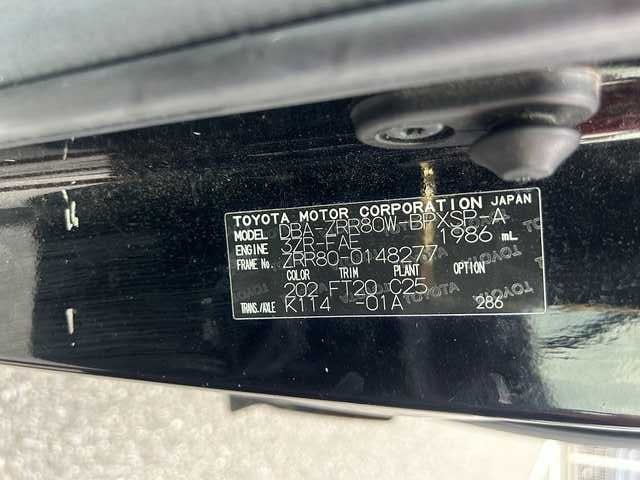 TOYOTA MOTOR CORPORATION JAPAN
MODEL DBA-ZRR80W-BPXSP-A
ENGINE 3ZR-FAE 1986 mL
FRAME No. ZRR80-0148277
COLOR TRIM PLANT OPTION
202 FT20 C25
TRANS./AXLE K114 -01A 286